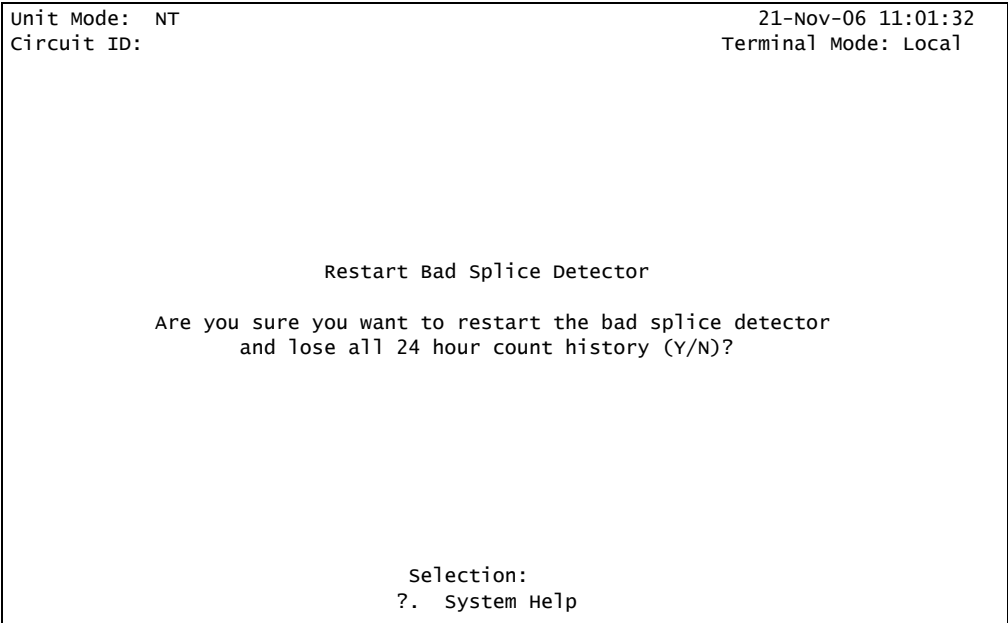 Unit Mode: NT 21-Nov-06 11:01:32
Circuit ID: Terminal Mode: Local
Restart Bad Splice Detector
Are you sure you want to restart the bad splice detector
and lose all 24 hour count history (Y/N)?
Selection:
?. System Help